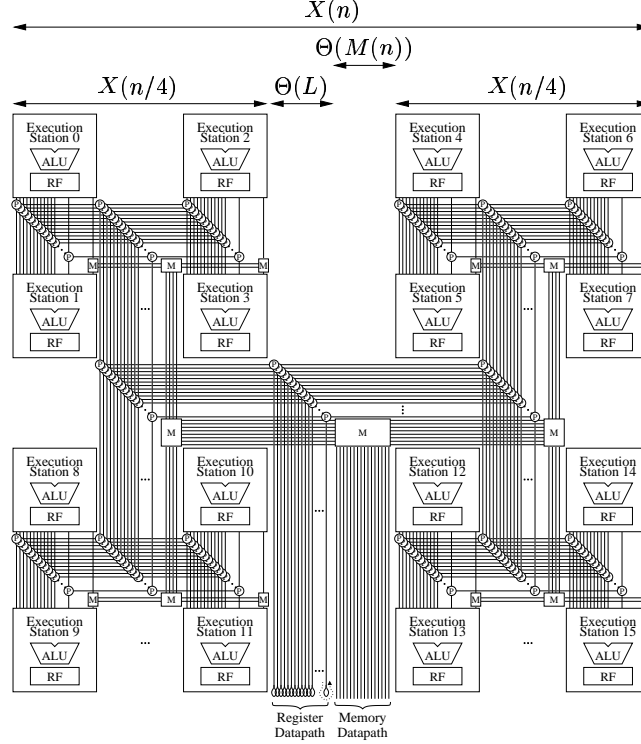 X(n)
Θ(M(n))
X(n/4) Θ(L) X(n/4)
Execution Station 0 ALU RF
Execution Station 2 ALU RF
Execution Station 4 ALU RF
Execution Station 6 ALU RF
P P P P P P
P P P P P P
M M M M M
Execution Station 1 ALU RF
Execution Station 3 ALU RF
Execution Station 5 ALU RF
Execution Station 7 ALU RF
... ...
P P P
...
P P P
M M M
Execution Station 8 ALU RF
Execution Station 10 ALU RF
Execution Station 12 ALU RF
Execution Station 14 ALU RF
... ...
...
P P P P P P
P P P P P P
M M M M M
Execution Station 9 ALU RF
Execution Station 11 ALU RF
Execution Station 13 ALU RF
Execution Station 15 ALU RF
... ...
...
Register Datapath
Memory Datapath